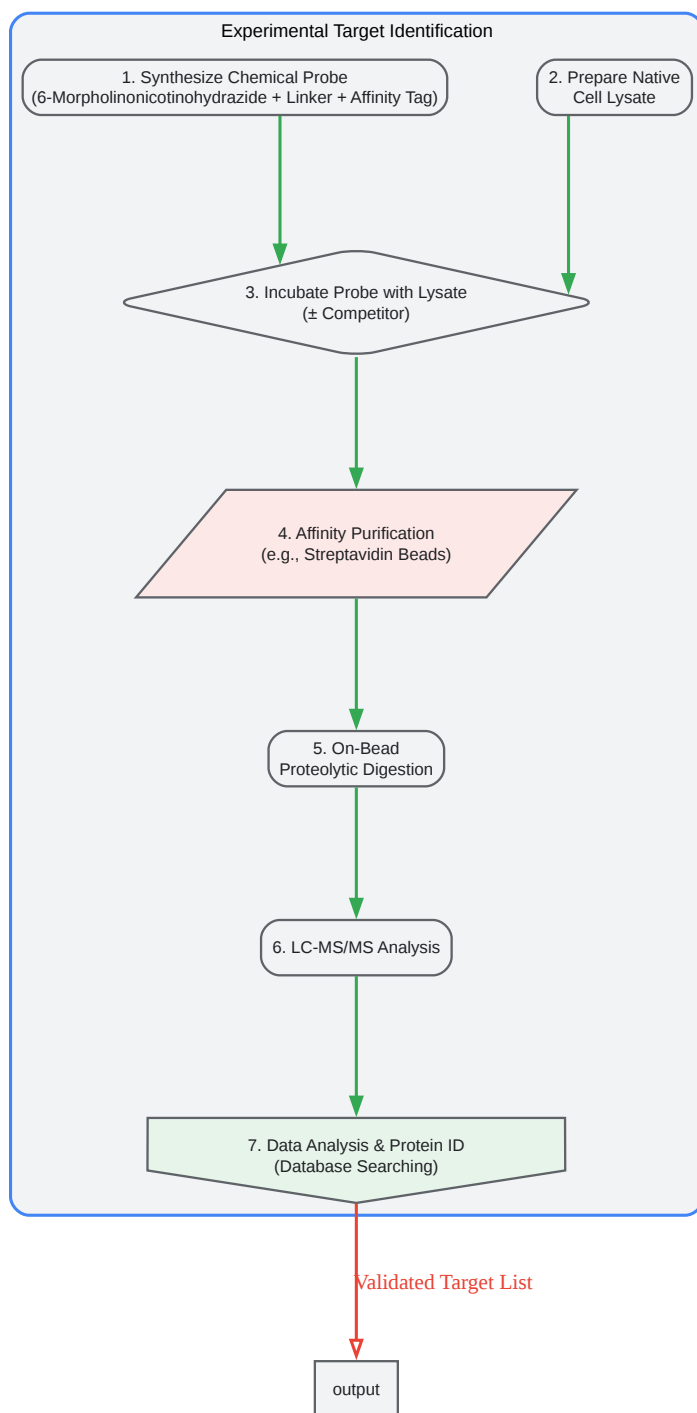 Experimental Target Identification
1. Synthesize Chemical Probe
(6-Morpholinonicotinohydrazide + Linker + Affinity Tag)
2. Prepare Native
Cell Lysate
3. Incubate Probe with Lysate
(± Competitor)
4. Affinity Purification
(e.g., Streptavidin Beads)
5. On-Bead
Proteolytic Digestion
6. LC-MS/MS Analysis
7. Data Analysis & Protein ID
(Database Searching)
Validated Target List
output